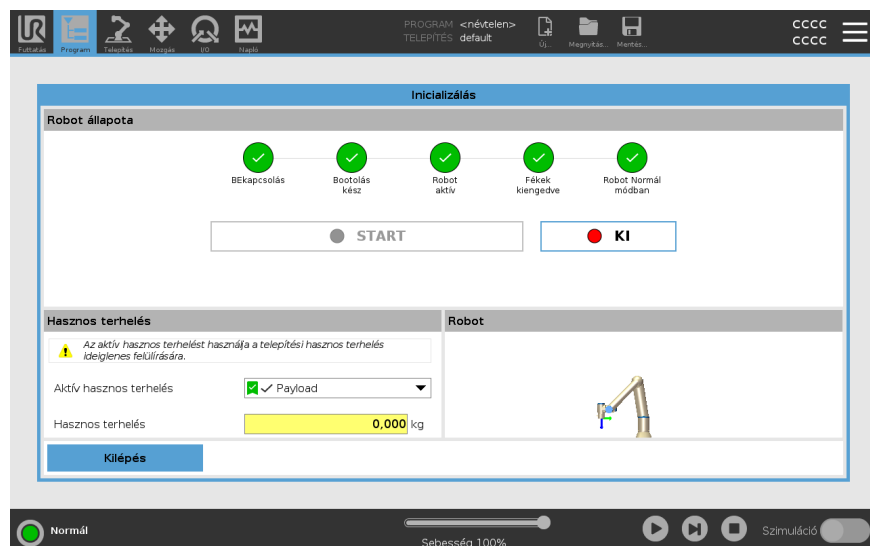 PROGRAM <névtelen>
TELEPÍTÉS default
cccc
cccc
Futtatás Program Telepítés Mozgás I/O Napló Új... Megnyitás... Mentés...
Inicializálás
Robot állapota
BEkapcsolás
Bootolás kész
Robot aktív
Fékek kiengedve
Robot Normál módban
START
KI
Hasznos terhelés
Robot
Az aktív hasznos terhelést használja a telepítési hasznos terhelés
ideiglenes felülírására.
Aktív hasznos terhelés
Payload
Hasznos terhelés
0,000 kg
Kilépés
Normál
Sebesség 100%
Szimuláció